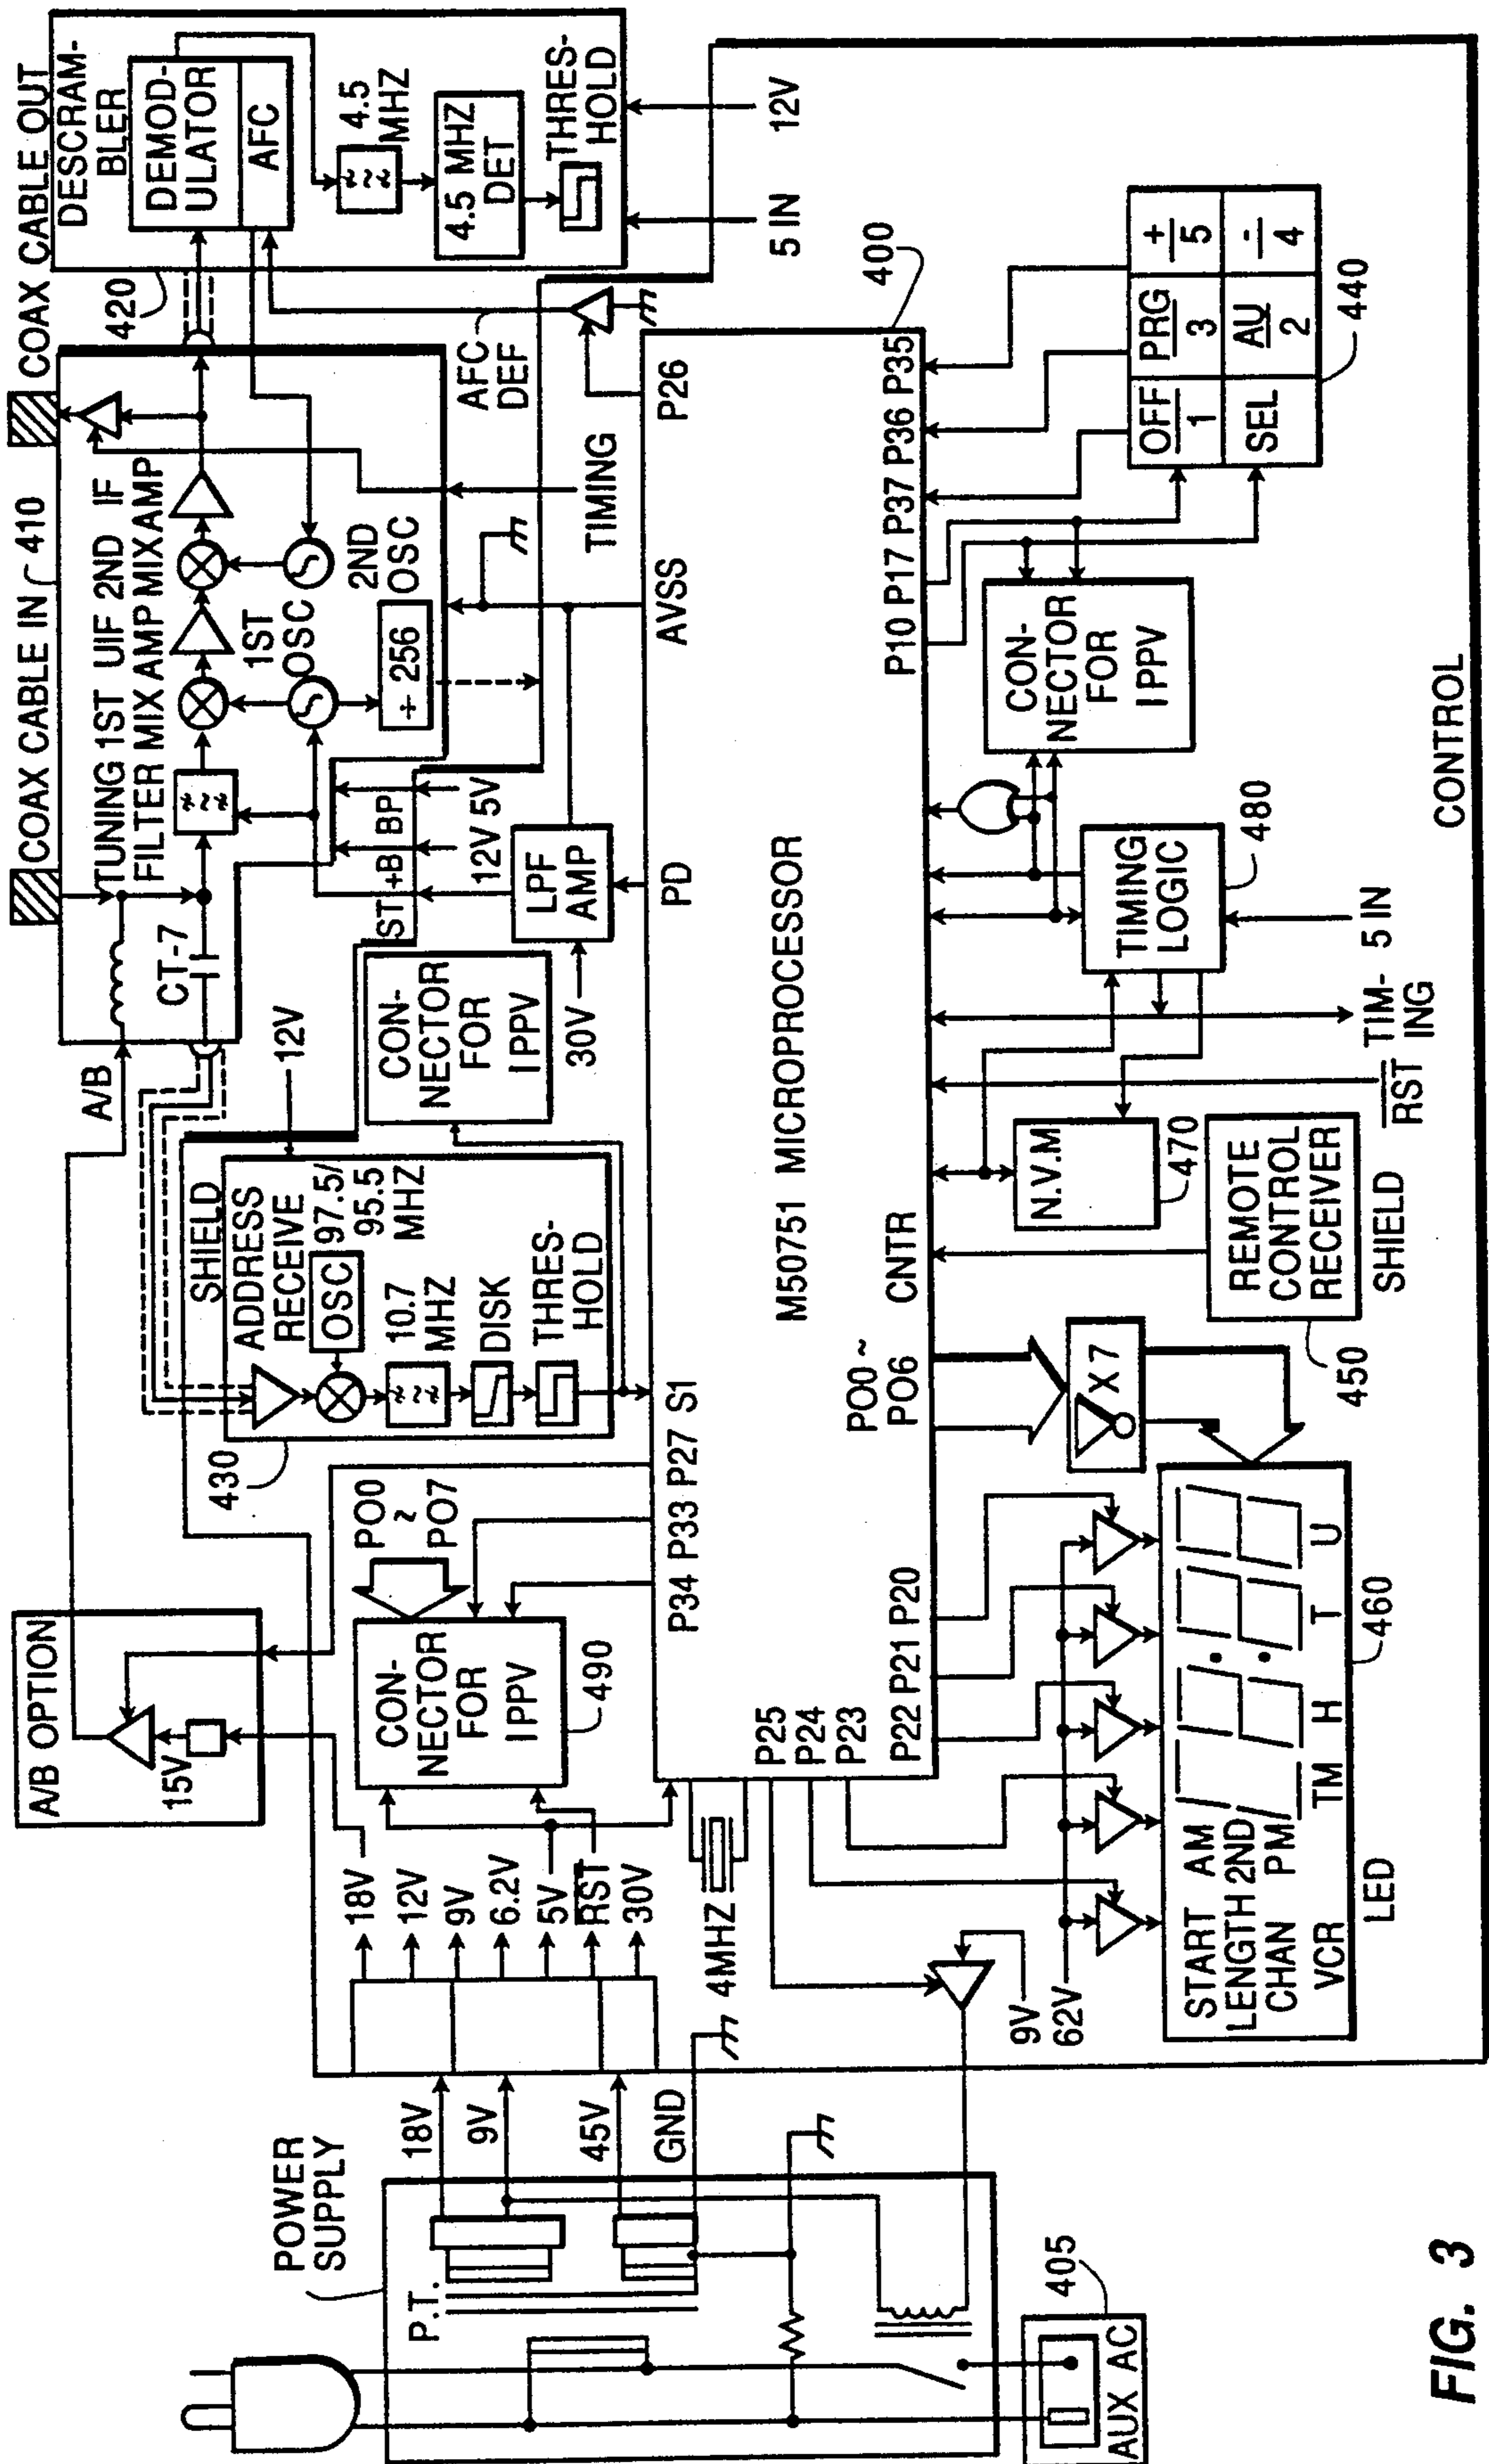 COAX CABLE IN
410
COAX CABLE OUT
TUNING 1ST UIF 2ND IF
FILTER MIX AMP MIX AMP
1ST
OSC
2ND
OSC
÷ 256
CT-7
A/B
ST +B BP
12V 5V
420
DESCRAM-
BLER
DEMOD-
ULATOR
AFC
4.5
MHZ
4.5 MHZ
DET
THRES-
HOLD
5 IN
12V
AFC
DEF
TIMING
A/B OPTION
15V
SHIELD
12V
ADDRESS
RECEIVE
OSC
97.5/
95.5
MHZ
10.7
MHZ
DISK
THRES-
HOLD
430
CON-
NECTOR
FOR
IPPV
30V
LPF
AMP
POWER
SUPPLY
P.T.
18V
9V
45V
GND
18V
12V
9V
6.2V
5V
RST
30V
CON-
NECTOR
FOR
IPPV
490
PO0
~
PO7
4MHZ
P34 P33 P27 S1
PD
AVSS
P26
400
M50751 MICROPROCESSOR
P25
P24
P23
P22 P21 P20
PO0~
PO6
CNTR
P10 P17 P37 P36 P35
9V
62V
X 7
START AM
LENGTH 2ND
CHAN PM
VCR TM H T U
LED
460
REMOTE
CONTROL
RECEIVER
450
SHIELD
N.V.M
470
RST
TIM-
ING
5 IN
TIMING
LOGIC
480
CON-
NECTOR
FOR
IPPV
OFF PRG +
1 3 5
SEL AU -
2 4
440
CONTROL
AUX AC
405
FIG. 3